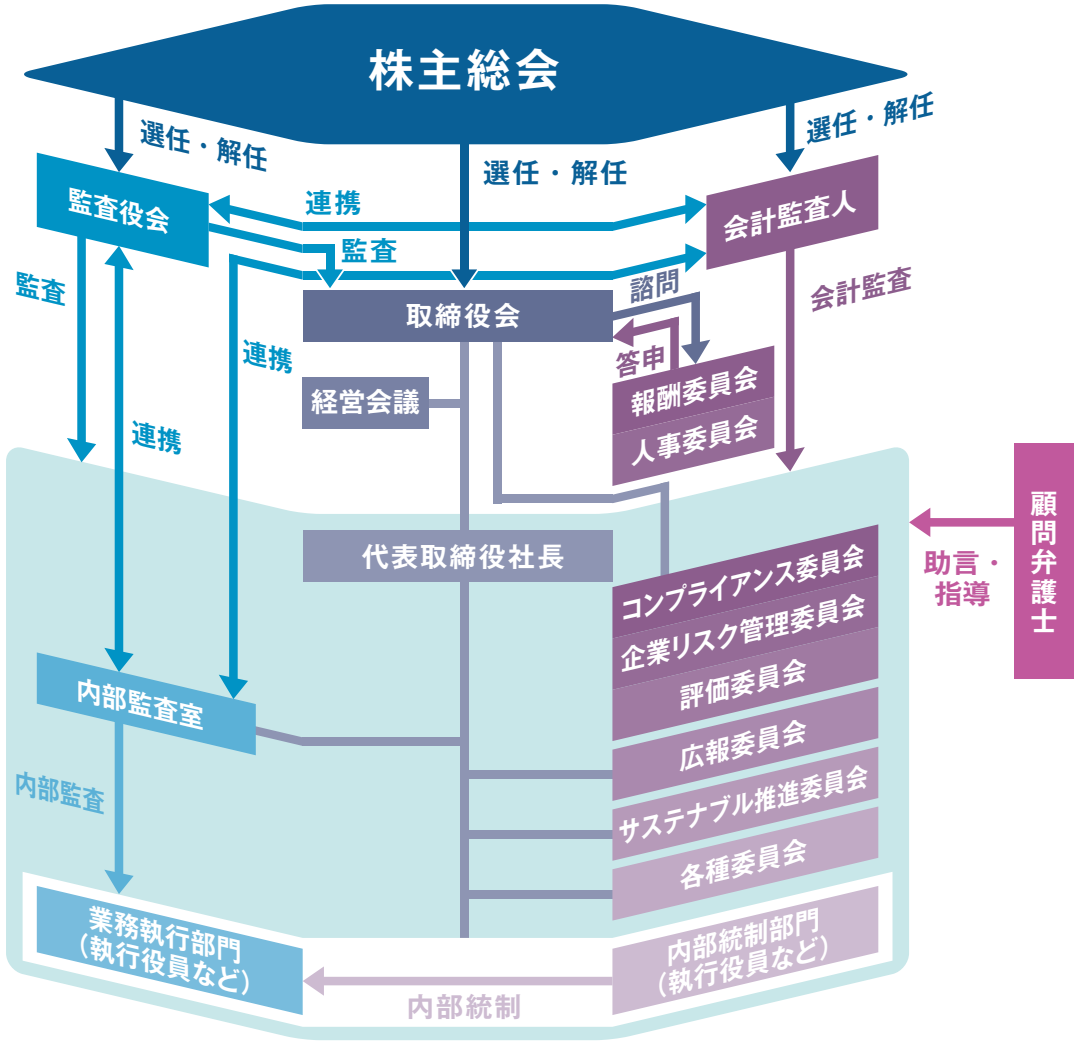 株主総会
選任・解任
選任・解任
選任・解任
監査役会
連携
会計監査人
監査
監査
諮問
会計監査
取締役会
連携
答申
経営会議
報酬委員会
人事委員会
連携
顧問弁護士
助言・
指導
代表取締役社長
コンプライアンス委員会
企業リスク管理委員会
評価委員会
内部監査室
広報委員会
内部監査
サステナブル推進委員会
各種委員会
業務執行部門
（執行役員など）
内部統制部門
（執行役員など）
内部統制